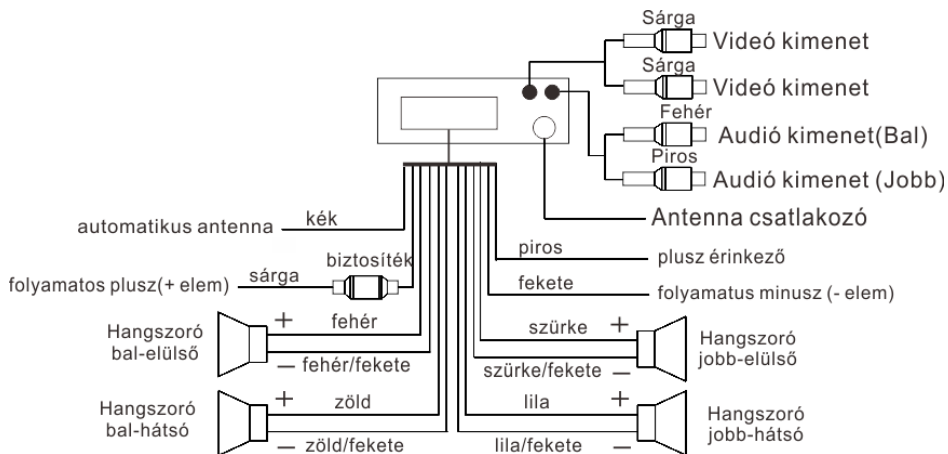 Sárga
Videó kimenet
Sárga
Videó kimenet
Fehér
Audió kimenet(Bal)
Piros
Audió kimenet (Jobb)
Antenna csatlakozó
automatikus antenna
kék
piros
plusz érinkező
folyamatos plusz(+ elem)
sárga
biztosíték
fekete
folyamatus minusz (- elem)
Hangszoró
bal-elülső
+
fehér
– fehér/fekete
szürke
+
szürke/fekete –
Hangszoró
jobb-elülső
Hangszoró
bal-hátsó
+
zöld
– zöld/fekete
lila
+
lila/fekete –
Hangszoró
jobb-hátsó